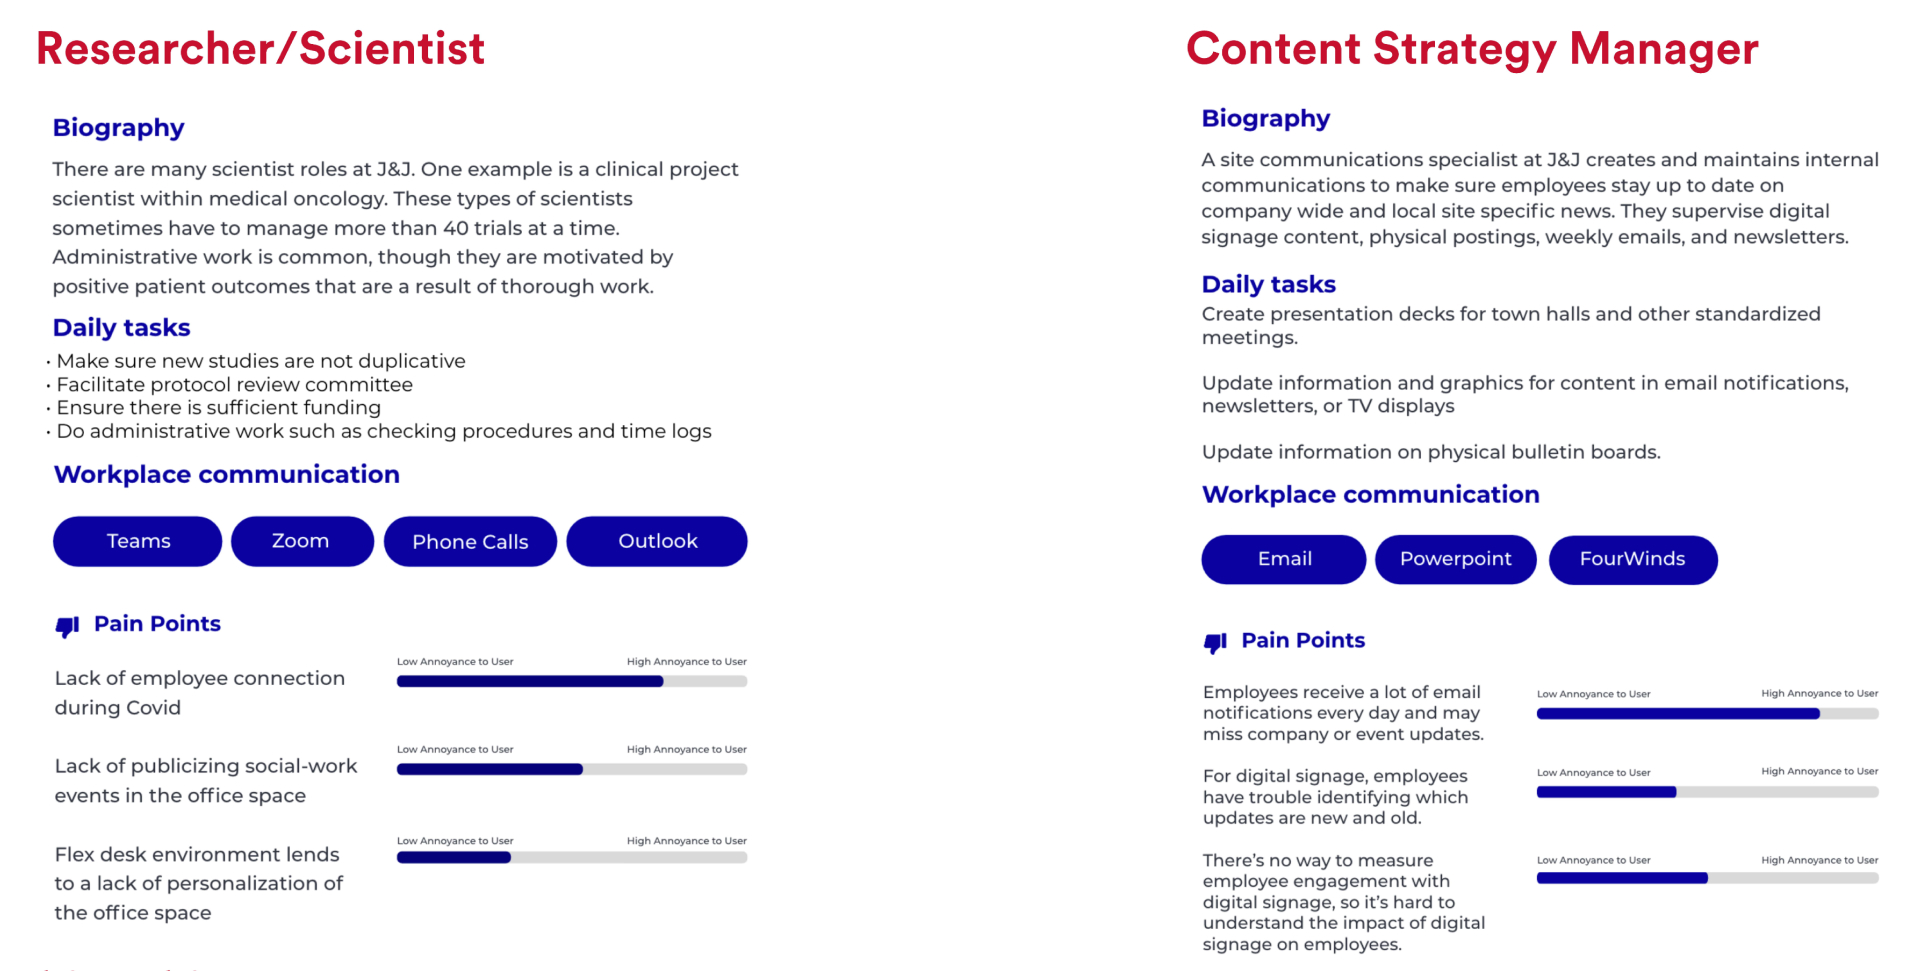 Researcher/Scientist
Biography
There are many scientist roles at J&J. One example is a clinical project
scientist within medical oncology. These types of scientists
sometimes have to manage more than 40 trials at a time.
Administrative work is common, though they are motivated by
positive patient outcomes that are a result of thorough work.
Daily tasks
· Make sure new studies are not duplicative
· Facilitate protocol review committee
· Ensure there is sufficient funding
· Do administrative work such as checking procedures and time logs
Workplace communication
Teams
Zoom
Phone Calls
Outlook
Pain Points
Lack of employee connection
during Covid
Low Annoyance to User
High Annoyance to User
Lack of publicizing social-work
events in the office space
Low Annoyance to User
High Annoyance to User
Flex desk environment lends
to a lack of personalization of
the office space
Low Annoyance to User
High Annoyance to User
Content Strategy Manager
Biography
A site communications specialist at J&J creates and maintains internal
communications to make sure employees stay up to date on
company wide and local site specific news. They supervise digital
signage content, physical postings, weekly emails, and newsletters.
Daily tasks
Create presentation decks for town halls and other standardized
meetings.
Update information and graphics for content in email notifications,
newsletters, or TV displays
Update information on physical bulletin boards.
Workplace communication
Email
Powerpoint
FourWinds
Pain Points
Employees receive a lot of email
notifications every day and may
miss company or event updates.
Low Annoyance to User
High Annoyance to User
For digital signage, employees
have trouble identifying which
updates are new and old.
Low Annoyance to User
High Annoyance to User
There's no way to measure
employee engagement with
digital signage, so it's hard to
understand the impact of digital
signage on employees.
Low Annoyance to User
High Annoyance to User